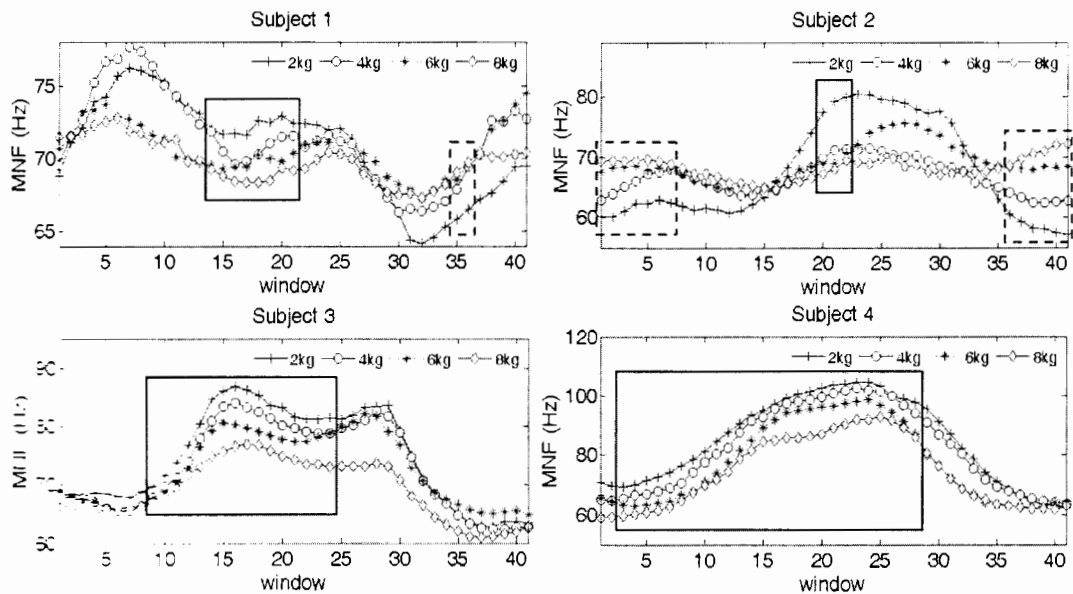 Subject 1
2kg 4kg 6kg 8kg
MNF (Hz)
75
70
65
5 10 15 20 25 30 35 40
window
Subject 2
2kg 4kg 6kg 8kg
MNF (Hz)
80
70
60
5 10 15 20 25 30 35 40
window
Subject 3
2kg 4kg 6kg 8kg
5 10 15 20 25 30 35 40
window
Subject 4
2kg 4kg 6kg 8kg
MNF (Hz)
120
100
80
60
5 10 15 20 25 30 35 40
window